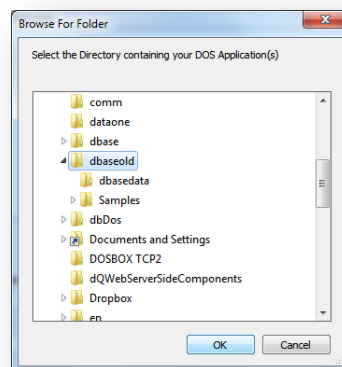 Browse For Folder
Select the Directory containing your DOS Application(s)
comm
dataone
dbase
dbaseold
dbasedata
Samples
dbDos
Documents and Settings
DOSBOX TCP2
dQWebServerSideComponents
Dropbox
en
OK
Cancel